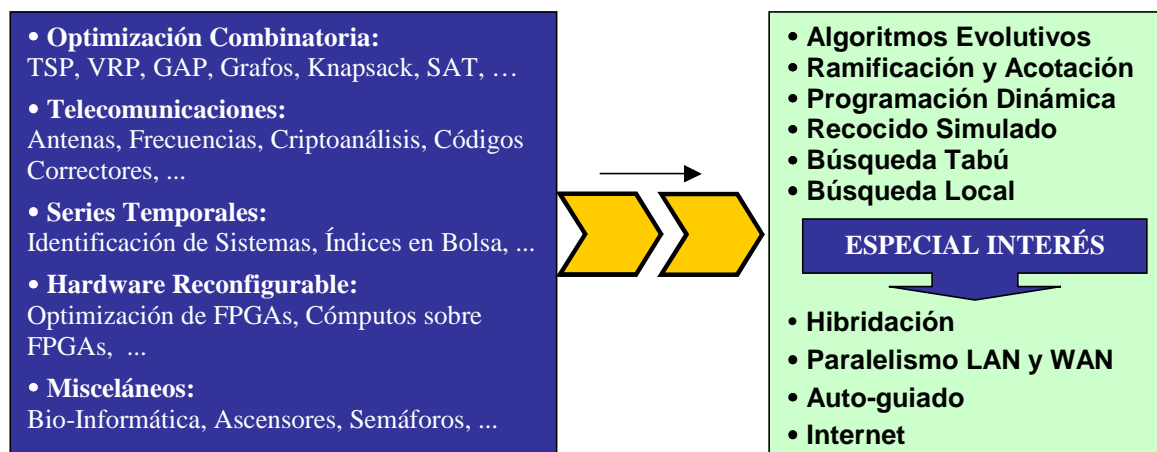 • Optimización Combinatoria:
TSP, VRP, GAP, Grafos, Knapsack, SAT, …
• Telecomunicaciones:
Antenas, Frecuencias, Criptoanálisis, Códigos
Correctores, ...
• Series Temporales:
Identificación de Sistemas, Índices en Bolsa, ...
• Hardware Reconfigurable:
Optimización de FPGAs, Cómputos sobre
FPGAs, ...
• Misceláneos:
Bio-Informática, Ascensores, Semáforos, ...
• Algoritmos Evolutivos
• Ramificación y Acotación
• Programación Dinámica
• Recocido Simulado
• Búsqueda Tabú
• Búsqueda Local
ESPECIAL INTERÉS
• Hibridación
• Paralelismo LAN y WAN
• Auto-guiado
• Internet